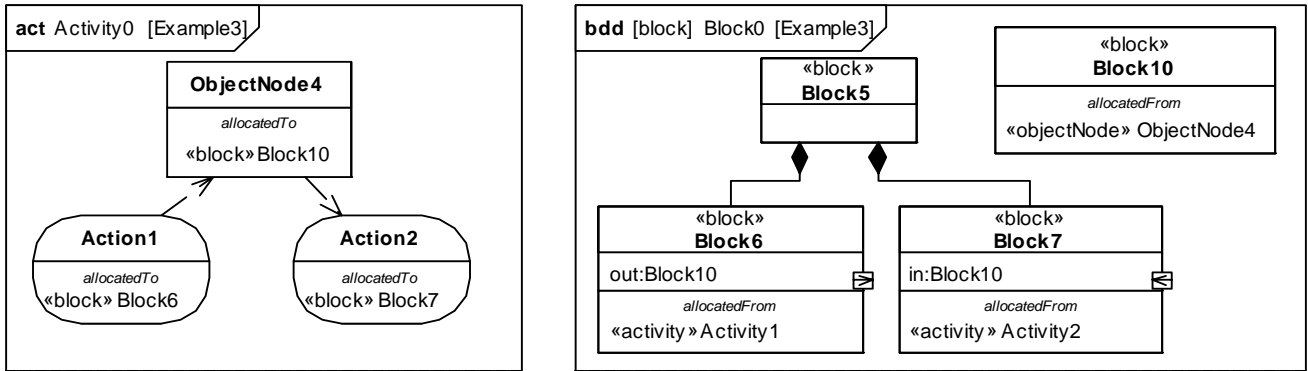 act Activity0 [Example3]
ObjectNode4
allocatedTo
«block» Block10
Action1
allocatedTo
«block» Block6
Action2
allocatedTo
«block» Block7
bdd [block] Block0 [Example3]
«block»
Block5
«block»
Block10
allocatedFrom
«objectNode» ObjectNode4
«block»
Block6
out:Block10
allocatedFrom
«activity» Activity1
«block»
Block7
in:Block10
allocatedFrom
«activity» Activity2